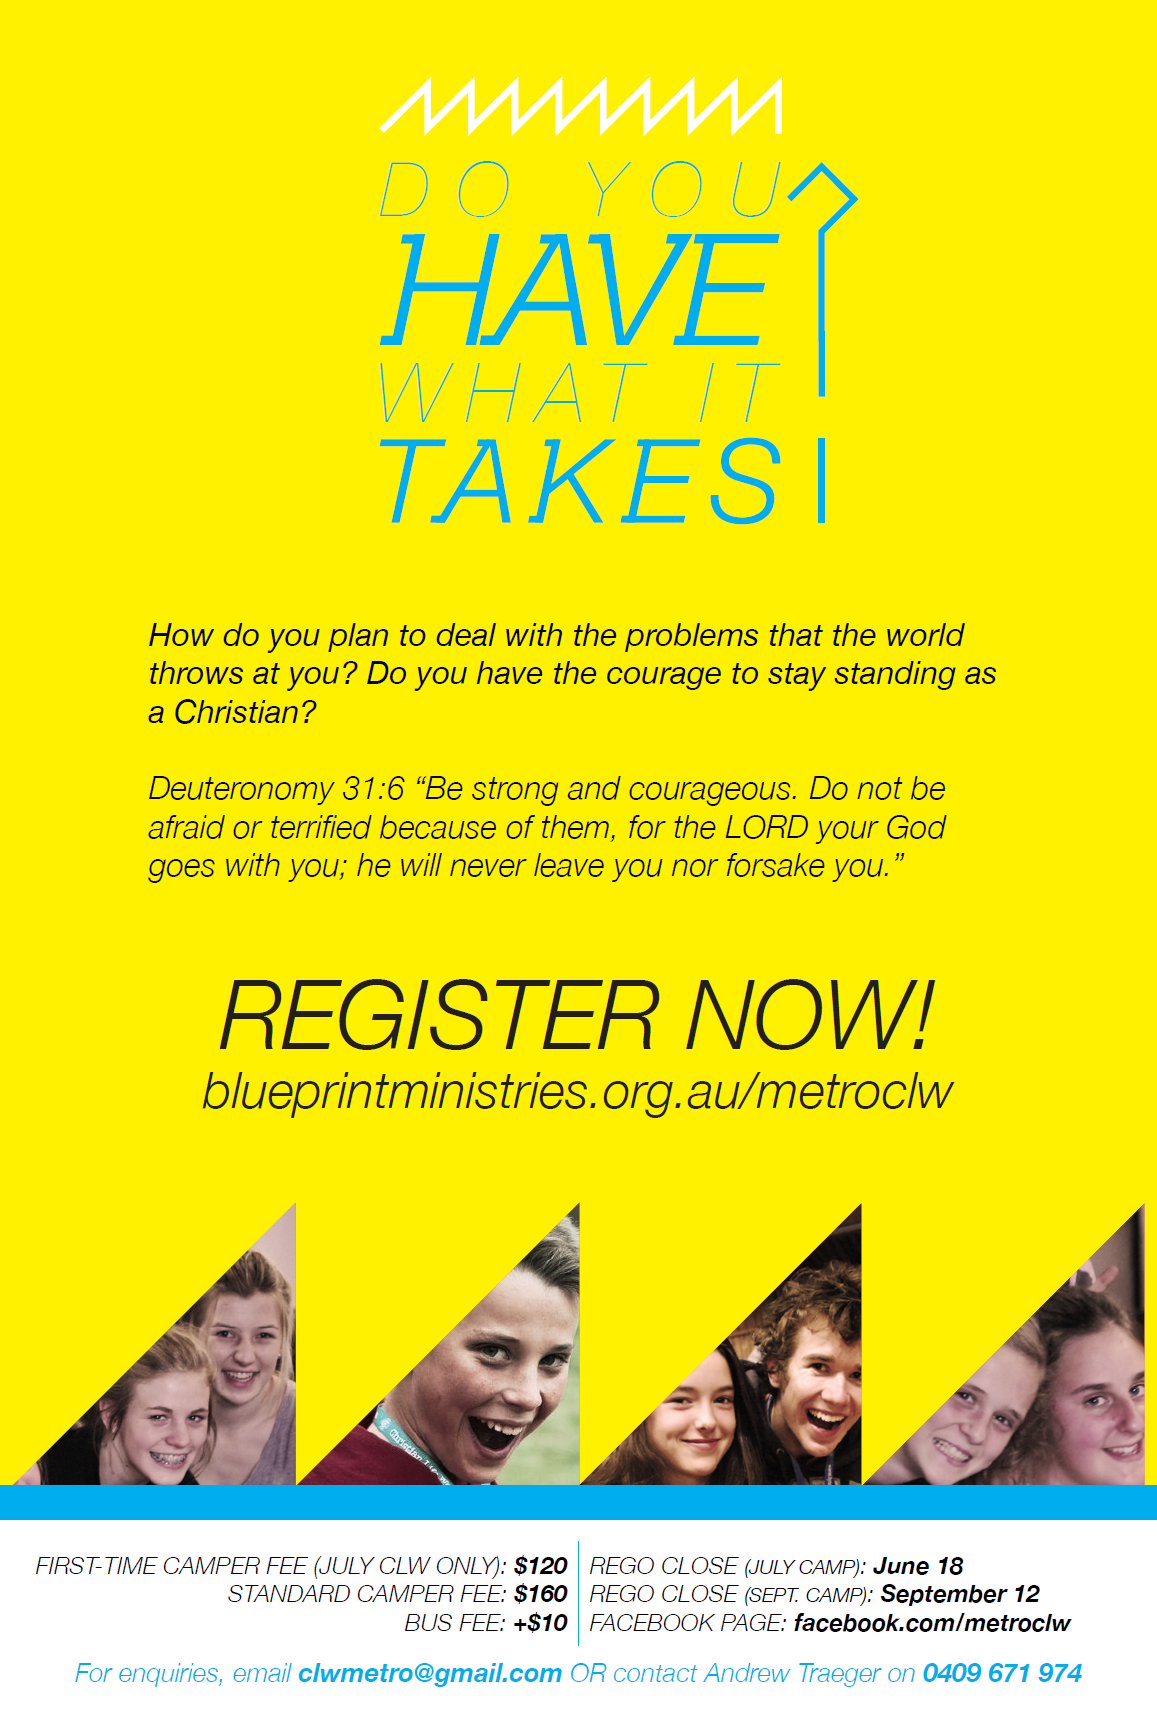 DO YOU
HAVE
WHAT IT
TAKES?
How do you plan to deal with the problems that the world
throws at you? Do you have the courage to stay standing as
a Christian?
Deuteronomy 31:6 “Be strong and courageous. Do not be
afraid or terrified because of them, for the LORD your God
goes with you; he will never leave you nor forsake you.”
REGISTER NOW!
blueprintministries.org.au/metroclw
Christian
FIRST-TIME CAMPER FEE (JULY CLW ONLY): $120
STANDARD CAMPER FEE: $160
BUS FEE: +$10
REGO CLOSE (JULY CAMP): June 18
REGO CLOSE (SEPT. CAMP): September 12
FACEBOOK PAGE: facebook.com/metroclw
For enquiries, email clwmetro@gmail.com OR contact Andrew Traeger on 0409 671 974